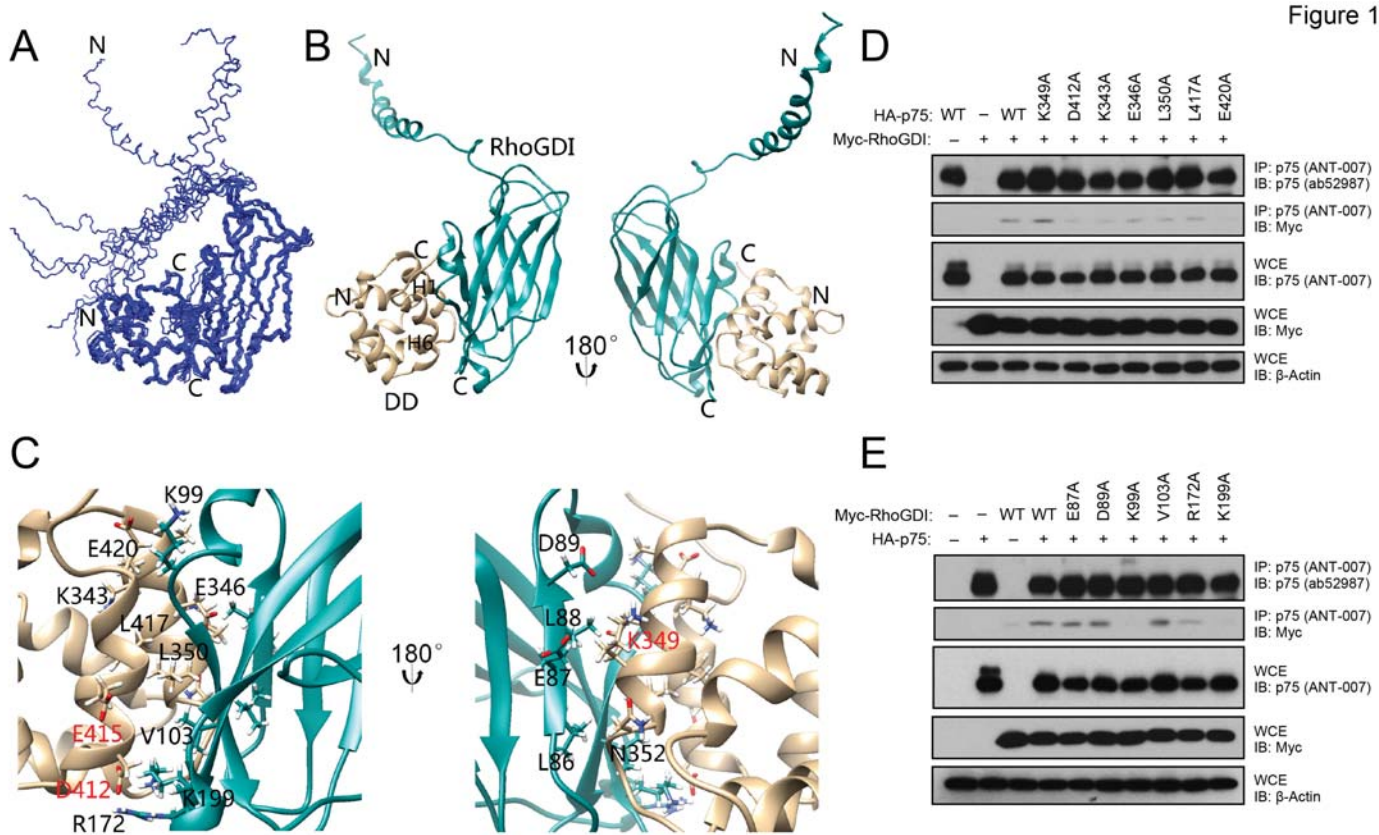 Figure 1
A
N
C
N
C
B
N
RhoGDI
C
H1
N
H6
C
DD
180°
C
N
C
C
K99
E420
K343
E346
L417
L350
E415
V103
D412
K199
R172
180°
D89
L88
K349
E87
L86
N352
D
HA-p75: WT – WT K349A D412A K343A E346A L350A L417A E420A
Myc-RhoGDI: – + + + + + + + + +
IP: p75 (ANT-007)
IB: p75 (ab52987)
IP: p75 (ANT-007)
IB: Myc
WCE
IB: p75 (ANT-007)
WCE
IB: Myc
WCE
IB: β-Actin
E
Myc-RhoGDI: – – WT WT E87A D89A K99A V103A R172A K199A
HA-p75: – + – + + + + + + +
IP: p75 (ANT-007)
IB: p75 (ab52987)
IP: p75 (ANT-007)
IB: Myc
WCE
IB: p75 (ANT-007)
WCE
IB: Myc
WCE
IB: β-Actin